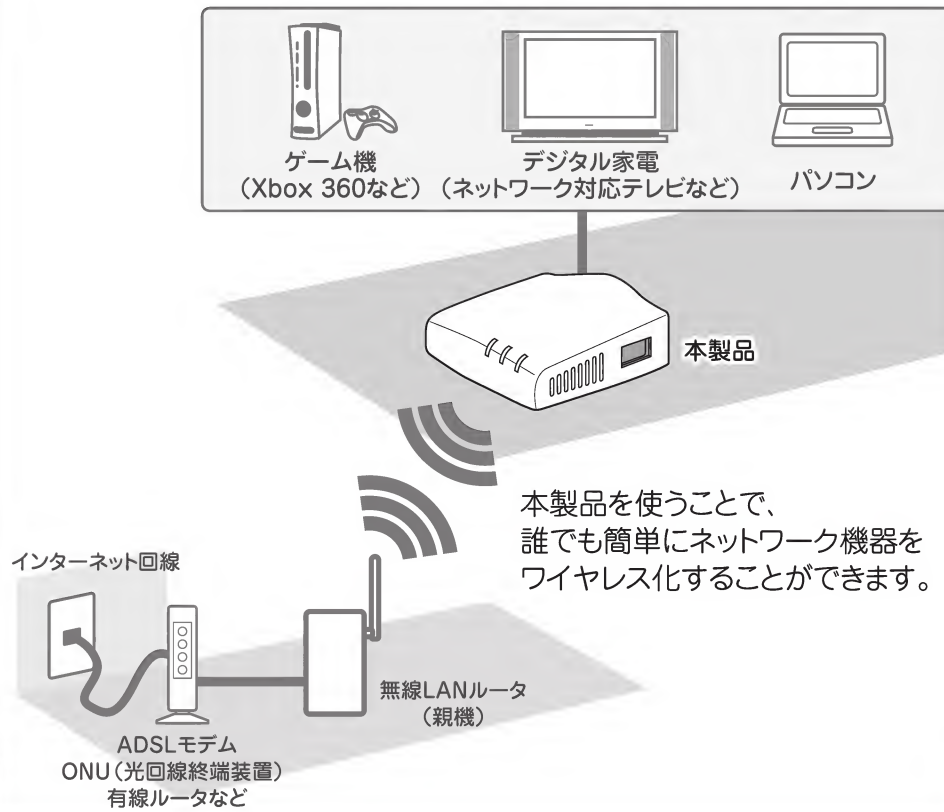 ゲーム機
（Xbox 360など）
デジタル家電
（ネットワーク対応テレビなど）
パソコン
本製品
本製品を使うことで、
誰でも簡単にネットワーク機器を
ワイヤレス化することができます。
インターネット回線
無線LANルータ
（親機）
ADSLモデム
ONU（光回線終端装置）
有線ルータなど